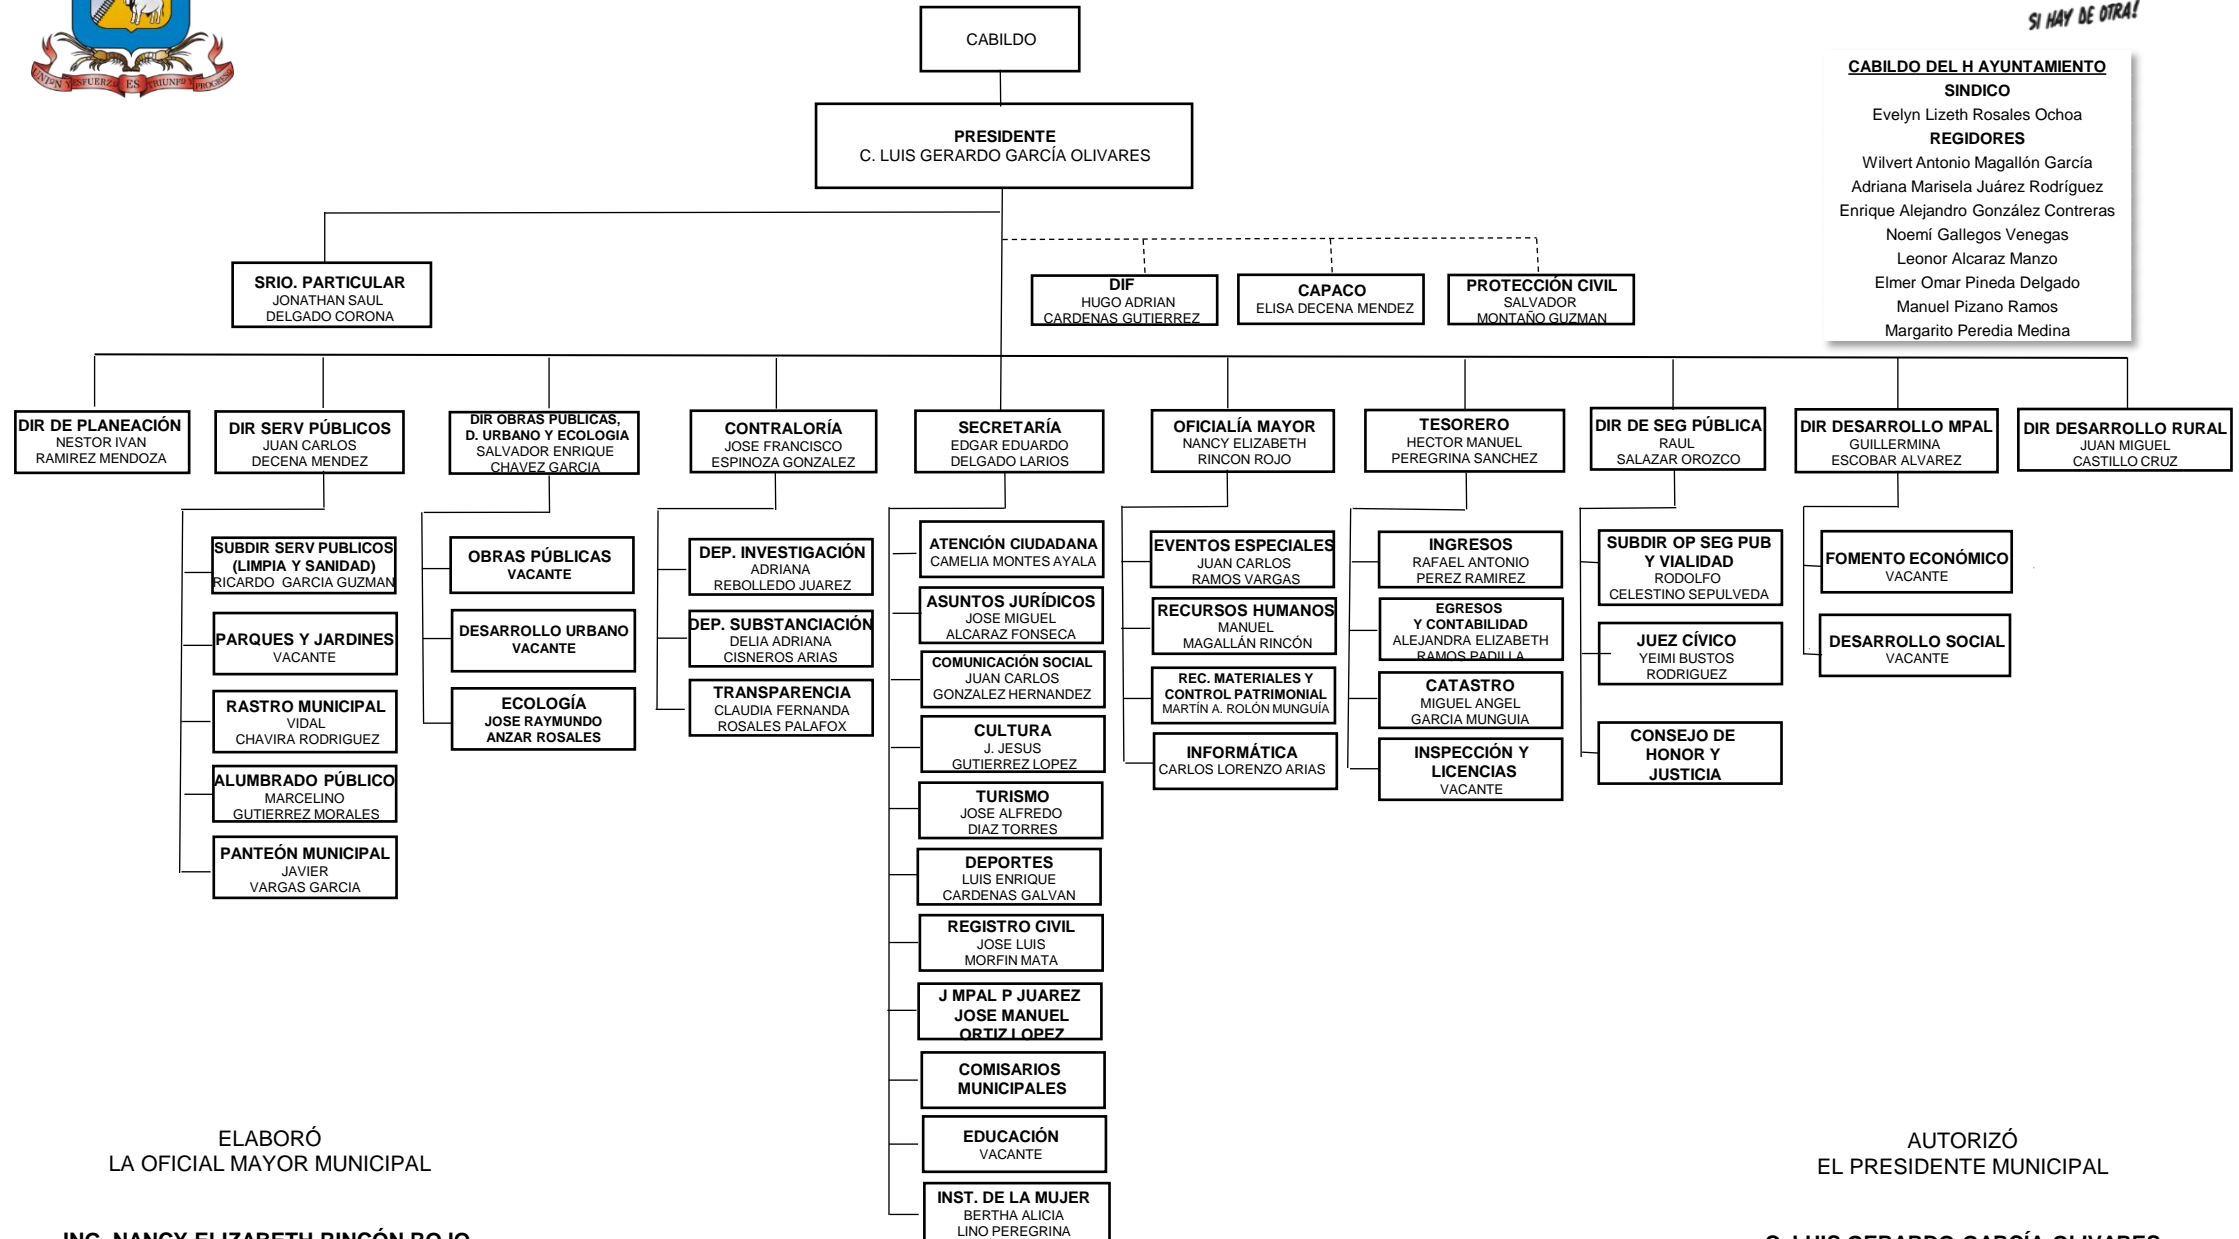 UNION Y ESFUERZO ES TRIUNFO Y PROGRESO
SI HAY DE OTRA!
CABILDO
PRESIDENTE
C. LUIS GERARDO GARCÍA OLIVARES
CABILDO DEL H AYUNTAMIENTO
SINDICO
Evelyn Lizeth Rosales Ochoa
REGIDORES
Wilvert Antonio Magallón García
Adriana Marisela Juárez Rodríguez
Enrique Alejandro González Contreras
Noemí Gallegos Venegas
Leonor Alcaraz Manzo
Elmer Omar Pineda Delgado
Manuel Pizano Ramos
Margarito Peredia Medina
SRIO. PARTICULAR
JONATHAN SAUL
DELGADO CORONA
DIF
HUGO ADRIAN
CARDENAS GUTIERREZ
CAPACO
ELISA DECENA MENDEZ
PROTECCIÓN CIVIL
SALVADOR
MONTAÑO GUZMAN
DIR DE PLANEACIÓN
NESTOR IVAN
RAMIREZ MENDOZA
DIR SERV PÚBLICOS
JUAN CARLOS
DECENA MENDEZ
DIR OBRAS PÚBLICAS,
D. URBANO Y ECOLOGIA
SALVADOR ENRIQUE
CHAVEZ GARCIA
CONTRALORÍA
JOSE FRANCISCO
ESPINOZA GONZALEZ
SECRETARÍA
EDGAR EDUARDO
DELGADO LARIOS
OFICIALÍA MAYOR
NANCY ELIZABETH
RINCON ROJO
TESORERO
HECTOR MANUEL
PEREGRINA SANCHEZ
DIR DE SEG PÚBLICA
RAUL
SALAZAR OROZCO
DIR DESARROLLO MPAL
GUILLERMINA
ESCOBAR ALVAREZ
DIR DESARROLLO RURAL
JUAN MIGUEL
CASTILLO CRUZ
SUBDIR SERV PUBLICOS
(LIMPIA Y SANIDAD)
RICARDO GARCIA GUZMAN
PARQUES Y JARDINES
VACANTE
RASTRO MUNICIPAL
VIDAL
CHAVIRA RODRIGUEZ
ALUMBRADO PÚBLICO
MARCELINO
GUTIERREZ MORALES
PANTEÓN MUNICIPAL
JAVIER
VARGAS GARCIA
OBRAS PÚBLICAS
VACANTE
DESARROLLO URBANO
VACANTE
ECOLOGÍA
JOSE RAYMUNDO
ANZAR ROSALES
DEP. INVESTIGACIÓN
ADRIANA
REBOLLEDO JUAREZ
DEP. SUBSTANCIACIÓN
DELIA ADRIANA
CISNEROS ARIAS
TRANSPARENCIA
CLAUDIA FERNANDA
ROSALES PALAFOX
ATENCIÓN CIUDADANA
CAMELIA MONTES AYALA
ASUNTOS JURÍDICOS
JOSE MIGUEL
ALCARAZ FONSECA
COMUNICACIÓN SOCIAL
JUAN CARLOS
GONZALEZ HERNANDEZ
CULTURA
J. JESUS
GUTIERREZ LOPEZ
TURISMO
JOSE ALFREDO
DIAZ TORRES
DEPORTES
LUIS ENRIQUE
CARDENAS GALVAN
REGISTRO CIVIL
JOSE LUIS
MORFIN MATA
J MPAL P JUAREZ
JOSE MANUEL
ORTIZ LOPEZ
COMISARIOS
MUNICIPALES
EDUCACIÓN
VACANTE
INST. DE LA MUJER
BERTHA ALICIA
LINO PEREGRINA
EVENTOS ESPECIALES
JUAN CARLOS
RAMOS VARGAS
RECURSOS HUMANOS
MANUEL
MAGALLÁN RINCÓN
REC. MATERIALES Y
CONTROL PATRIMONIAL
MARTÍN A. ROLÓN MUNGUÍA
INFORMÁTICA
CARLOS LORENZO ARIAS
INGRESOS
RAFAEL ANTONIO
PEREZ RAMIREZ
EGRESOS
Y CONTABILIDAD
ALEJANDRA ELIZABETH
RAMOS PADILLA
CATASTRO
MIGUEL ANGEL
GARCIA MUNGUIA
INSPECCIÓN Y
LICENCIAS
VACANTE
SUBDIR OP SEG PUB
Y VIALIDAD
RODOLFO
CELESTINO SEPULVEDA
JUEZ CÍVICO
YEIMI BUSTOS
RODRIGUEZ
CONSEJO DE
HONOR Y
JUSTICIA
FOMENTO ECONÓMICO
VACANTE
DESARROLLO SOCIAL
VACANTE
ELABORÓ
LA OFICIAL MAYOR MUNICIPAL
ING. NANCY ELIZABETH RINCÓN ROJO
AUTORIZÓ
EL PRESIDENTE MUNICIPAL
C. LUIS GERARDO GARCÍA OLIVARES